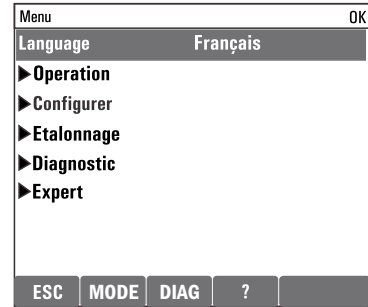 Menu OK
Language Français
▶Operation
▶Configurer
▶Etalonnage
▶Diagnostic
▶Expert
ESC MODE DIAG ?